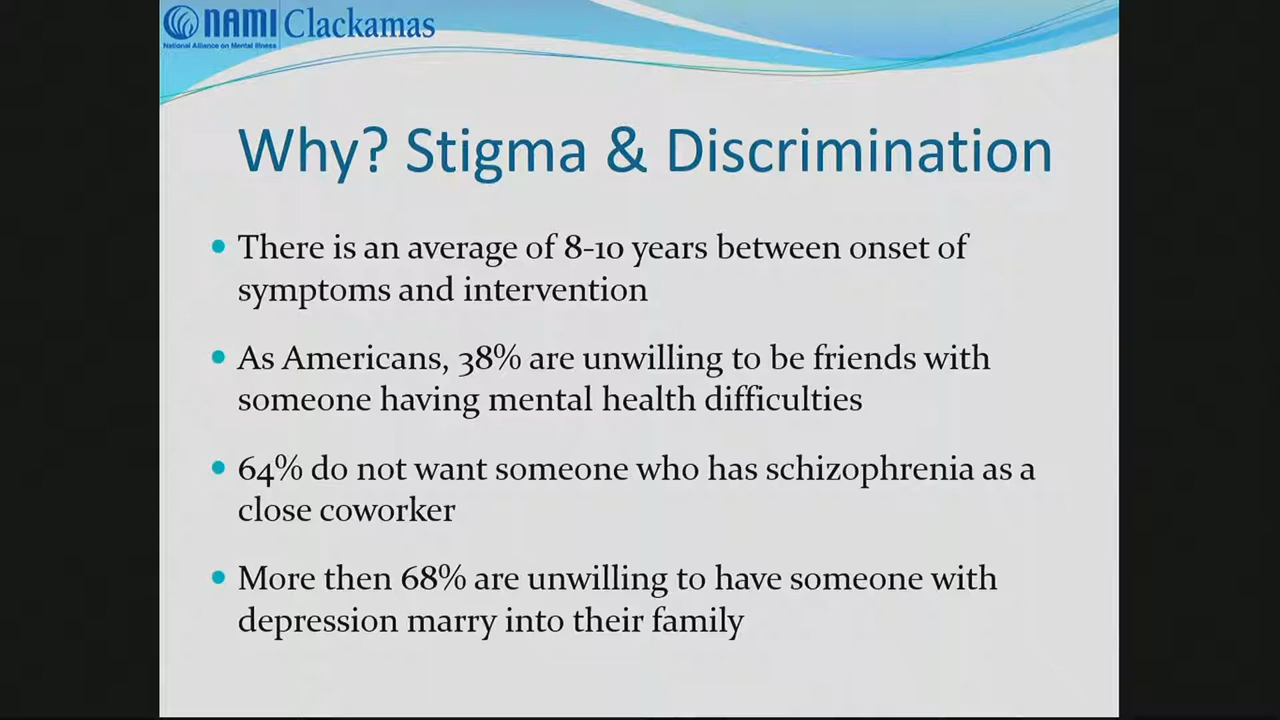 NAMI Clackamas
National Alliance on Mental Illness
Why? Stigma & Discrimination
• There is an average of 8-10 years between onset of
symptoms and intervention
• As Americans, 38% are unwilling to be friends with
someone having mental health difficulties
• 64% do not want someone who has schizophrenia as a
close coworker
• More then 68% are unwilling to have someone with
depression marry into their family